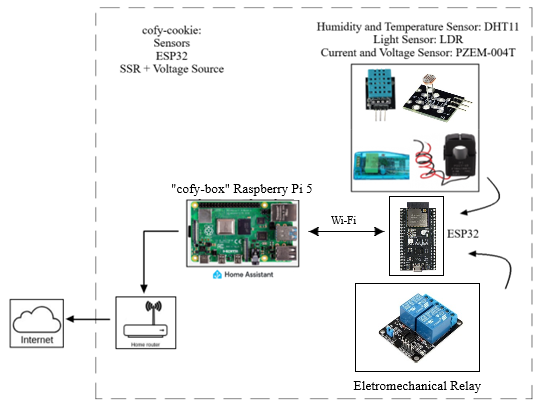 cofy-cookie:
Sensors
ESP32
SSR + Voltage Source
Humidity and Temperature Sensor: DHT11
Light Sensor: LDR
Current and Voltage Sensor: PZEM-004T
"cofy-box" Raspberry Pi 5
Wi-Fi
ESP32
Home Assistant
Internet
Home router
Eletromechanical Relay